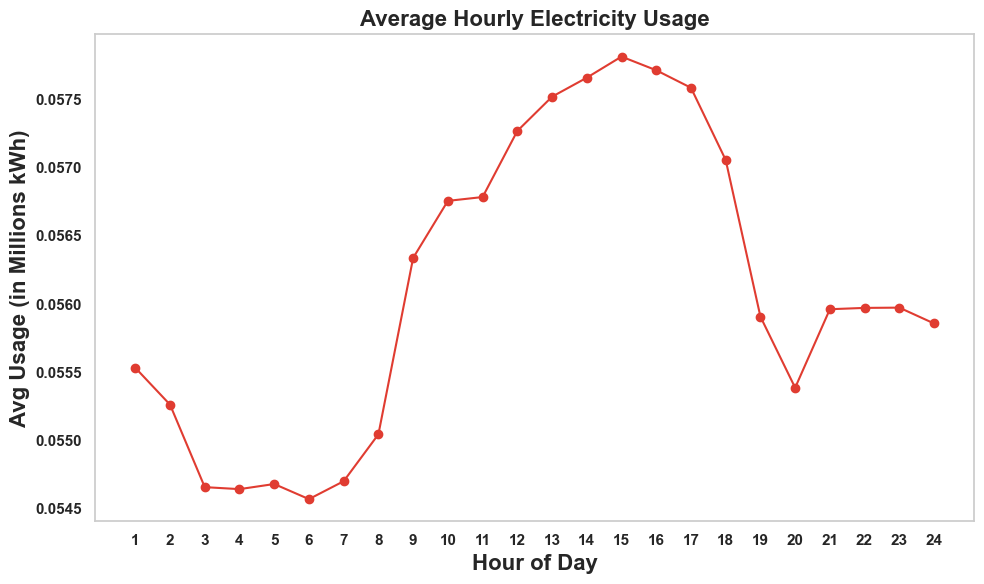 Average Hourly Electricity Usage
Avg Usage (in Millions kWh)
0.0575
0.0570
0.0565
0.0560
0.0555
0.0550
0.0545
1 2 3 4 5 6 7 8 9 10 11 12 13 14 15 16 17 18 19 20 21 22 23 24
Hour of Day